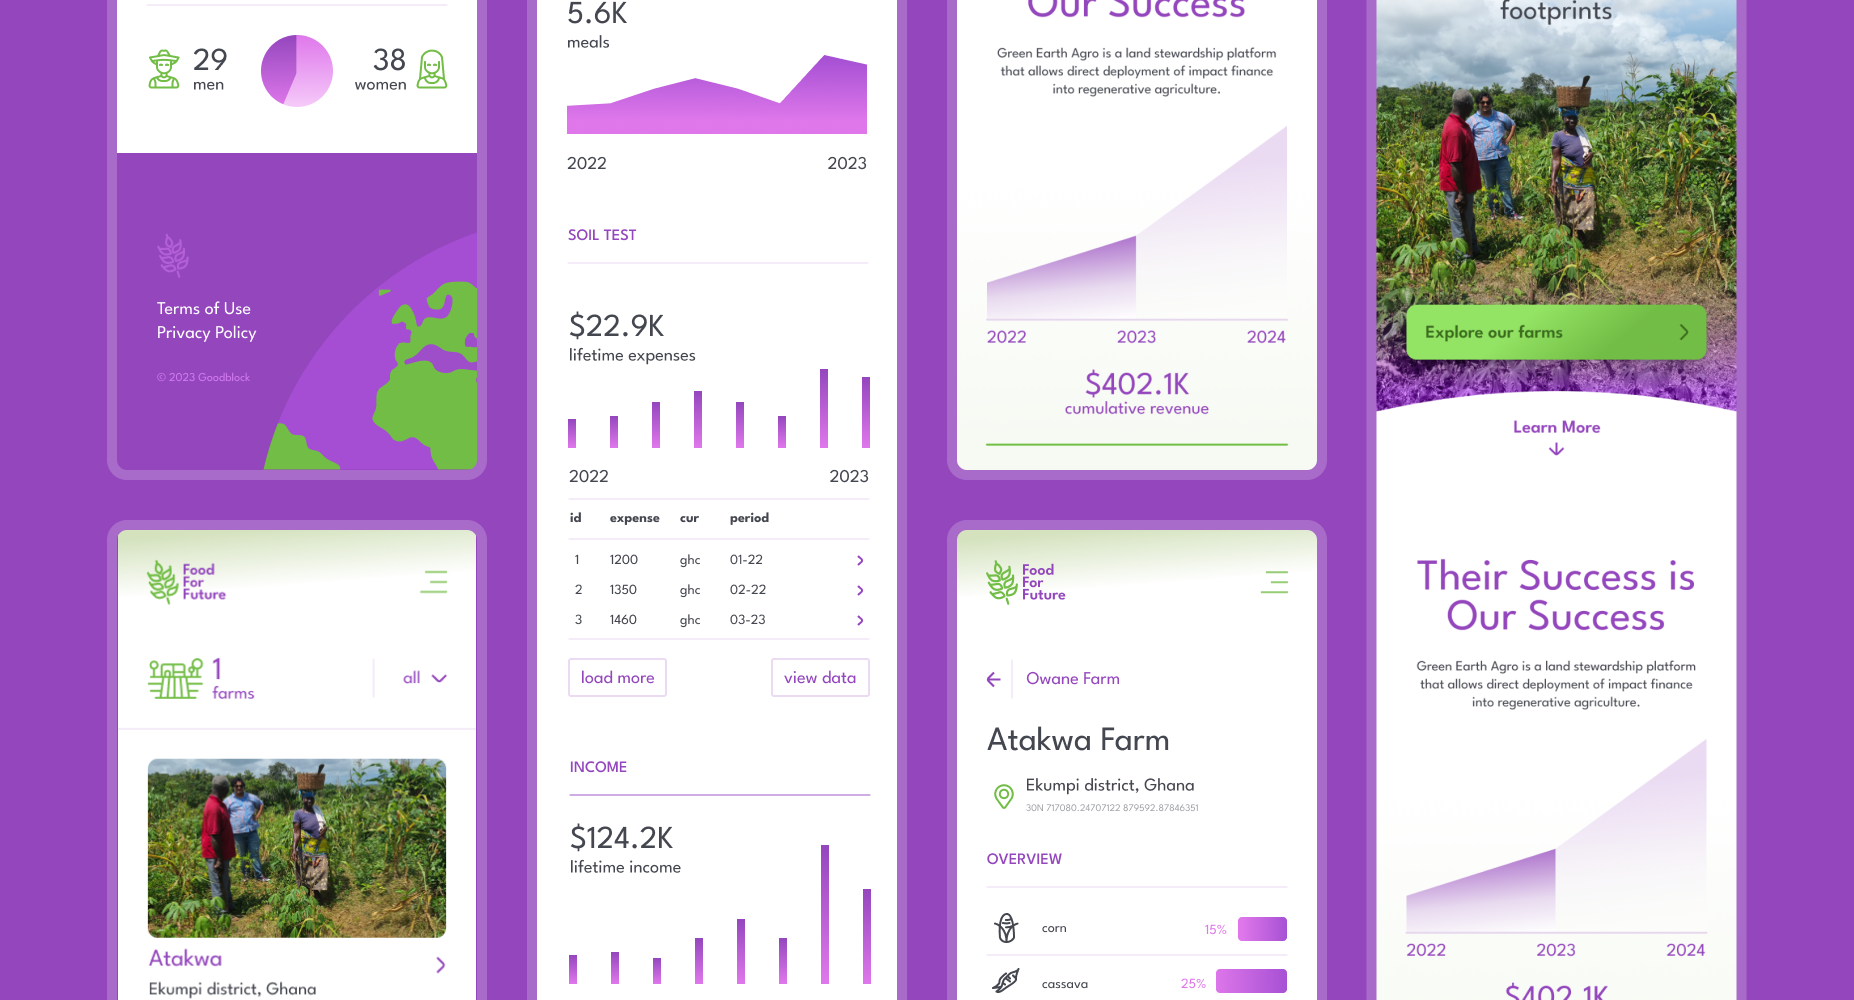 29
men
38
women
Terms of Use
Privacy Policy
© 2023 Goodblock
Food
For
Future
1
farms
all
Atakwa
Ekumpi district, Ghana
5.6K
meals
2022 2023
SOIL TEST
$22.9K
lifetime expenses
2022 2023
id expense cur period
1 1200 ghc 01-22
2 1350 ghc 02-22
3 1460 ghc 03-23
load more view data
INCOME
$124.2K
lifetime income
Our Success
Green Earth Agro is a land stewardship platform
that allows direct deployment of impact finance
into regenerative agriculture.
2022 2023 2024
$402.1K
cumulative revenue
Food
For
Future
Owane Farm
Atakwa Farm
Ekumpi district, Ghana
30N 717080.24707122 879592.87846351
OVERVIEW
corn 15%
cassava 25%
footprints
Explore our farms
Learn More
Their Success is
Our Success
Green Earth Agro is a land stewardship platform
that allows direct deployment of impact finance
into regenerative agriculture.
2022 2023 2024
$402.1K